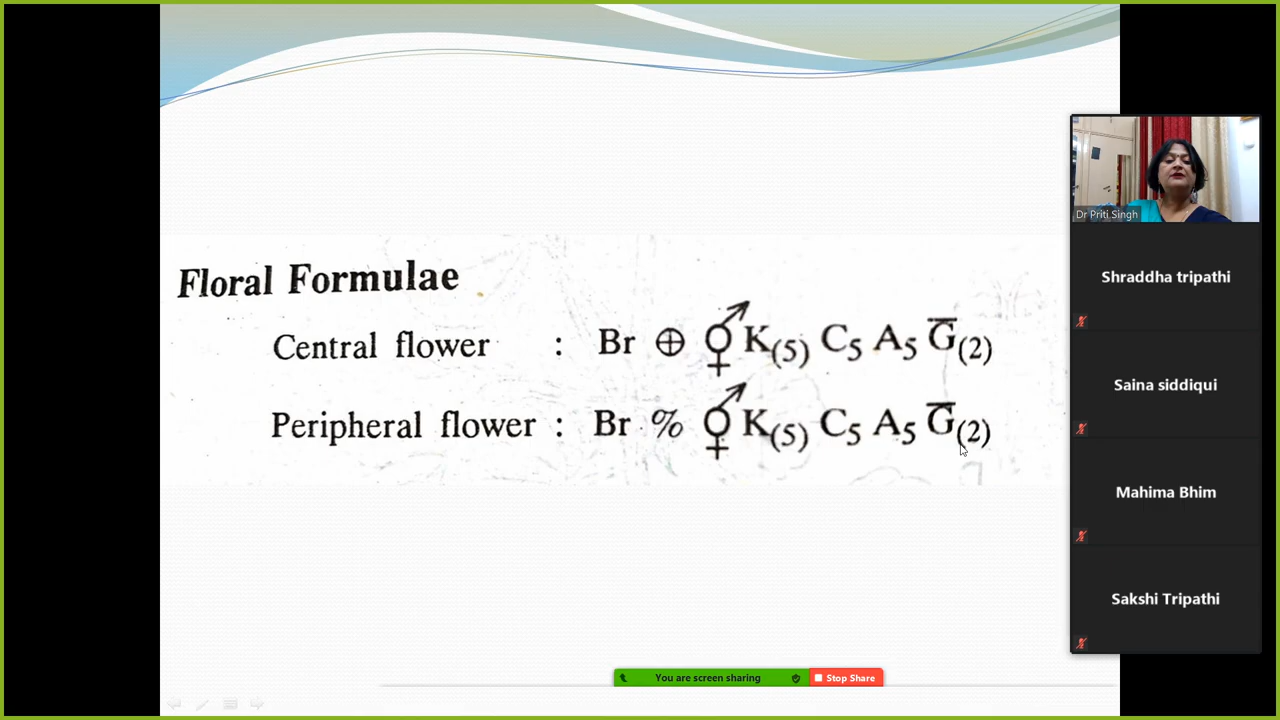 Floral Formulae
Central flower : Br ⊕ ⚥ K(5) C5 A5 G̅(2)
Peripheral flower : Br % ⚥ K(5) C5 A5 G̅(2)
Dr Priti Singh
Shraddha tripathi
Saina siddiqui
Mahima Bhim
Sakshi Tripathi
You are screen sharing
Stop Share